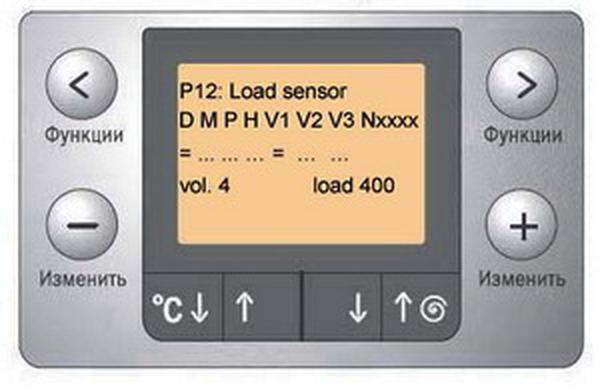 P12: Load sensor
D M P H V1 V2 V3 Nxxxx
= ... ... ... = ... ...
vol. 4 load 400
< >
Функции Функции
− +
Изменить Изменить
°C ↓ ↑ ↓ ↑